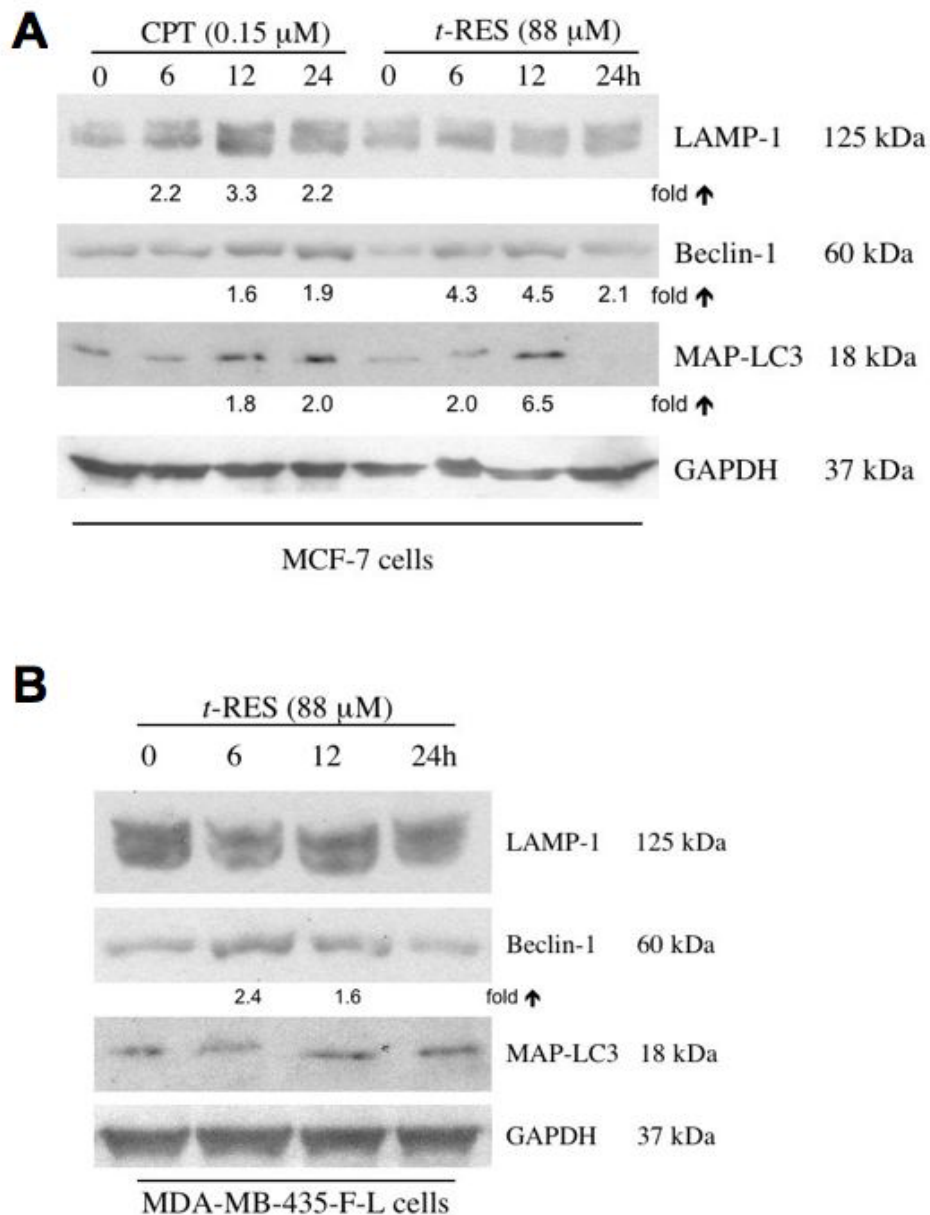 A
CPT (0.15 µM) t-RES (88 µM)
0 6 12 24 0 6 12 24h
LAMP-1 125 kDa
2.2 3.3 2.2 fold ↑
Beclin-1 60 kDa
1.6 1.9 4.3 4.5 2.1 fold ↑
MAP-LC3 18 kDa
1.8 2.0 2.0 6.5 fold ↑
GAPDH 37 kDa
MCF-7 cells
B
t-RES (88 µM)
0 6 12 24h
LAMP-1 125 kDa
Beclin-1 60 kDa
2.4 1.6 fold ↑
MAP-LC3 18 kDa
GAPDH 37 kDa
MDA-MB-435-F-L cells